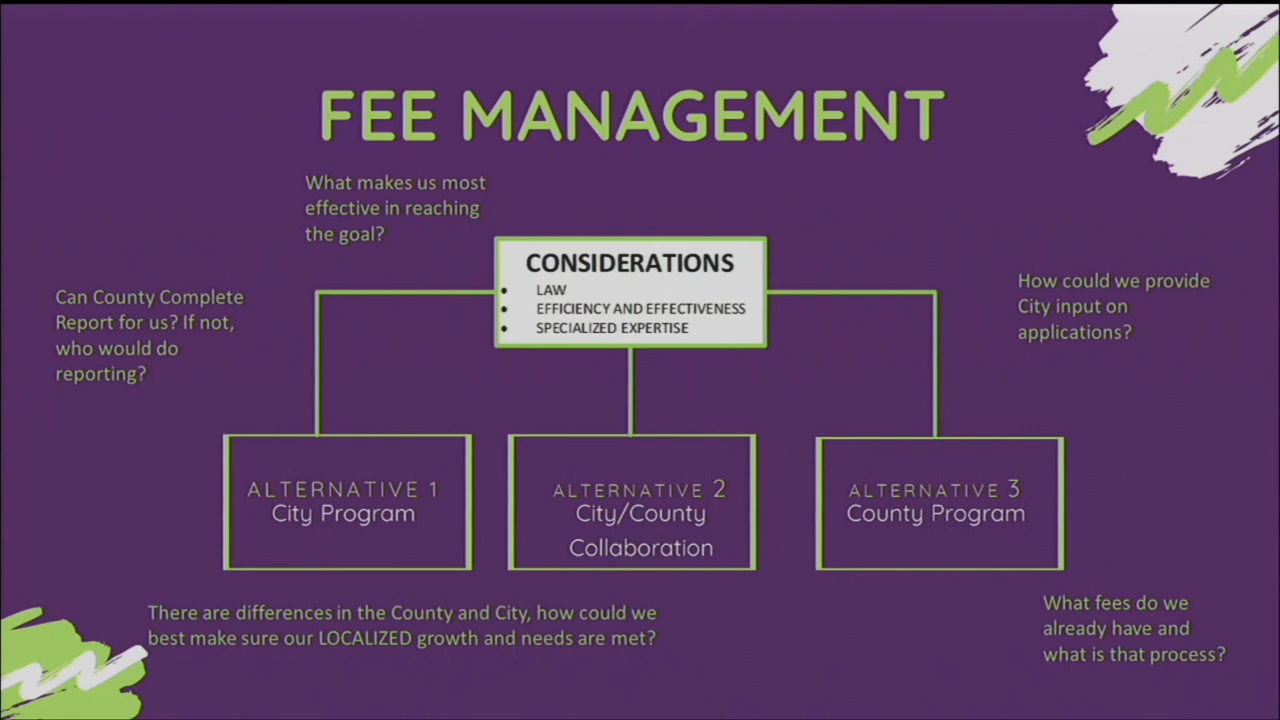 FEE MANAGEMENT
What makes us most
effective in reaching
the goal?
CONSIDERATIONS
• LAW
• EFFICIENCY AND EFFECTIVENESS
• SPECIALIZED EXPERTISE
Can County Complete
Report for us? If not,
who would do
reporting?
How could we provide
City input on
applications?
ALTERNATIVE 1
City Program
ALTERNATIVE 2
City/County
Collaboration
ALTERNATIVE 3
County Program
There are differences in the County and City, how could we
best make sure our LOCALIZED growth and needs are met?
What fees do we
already have and
what is that process?